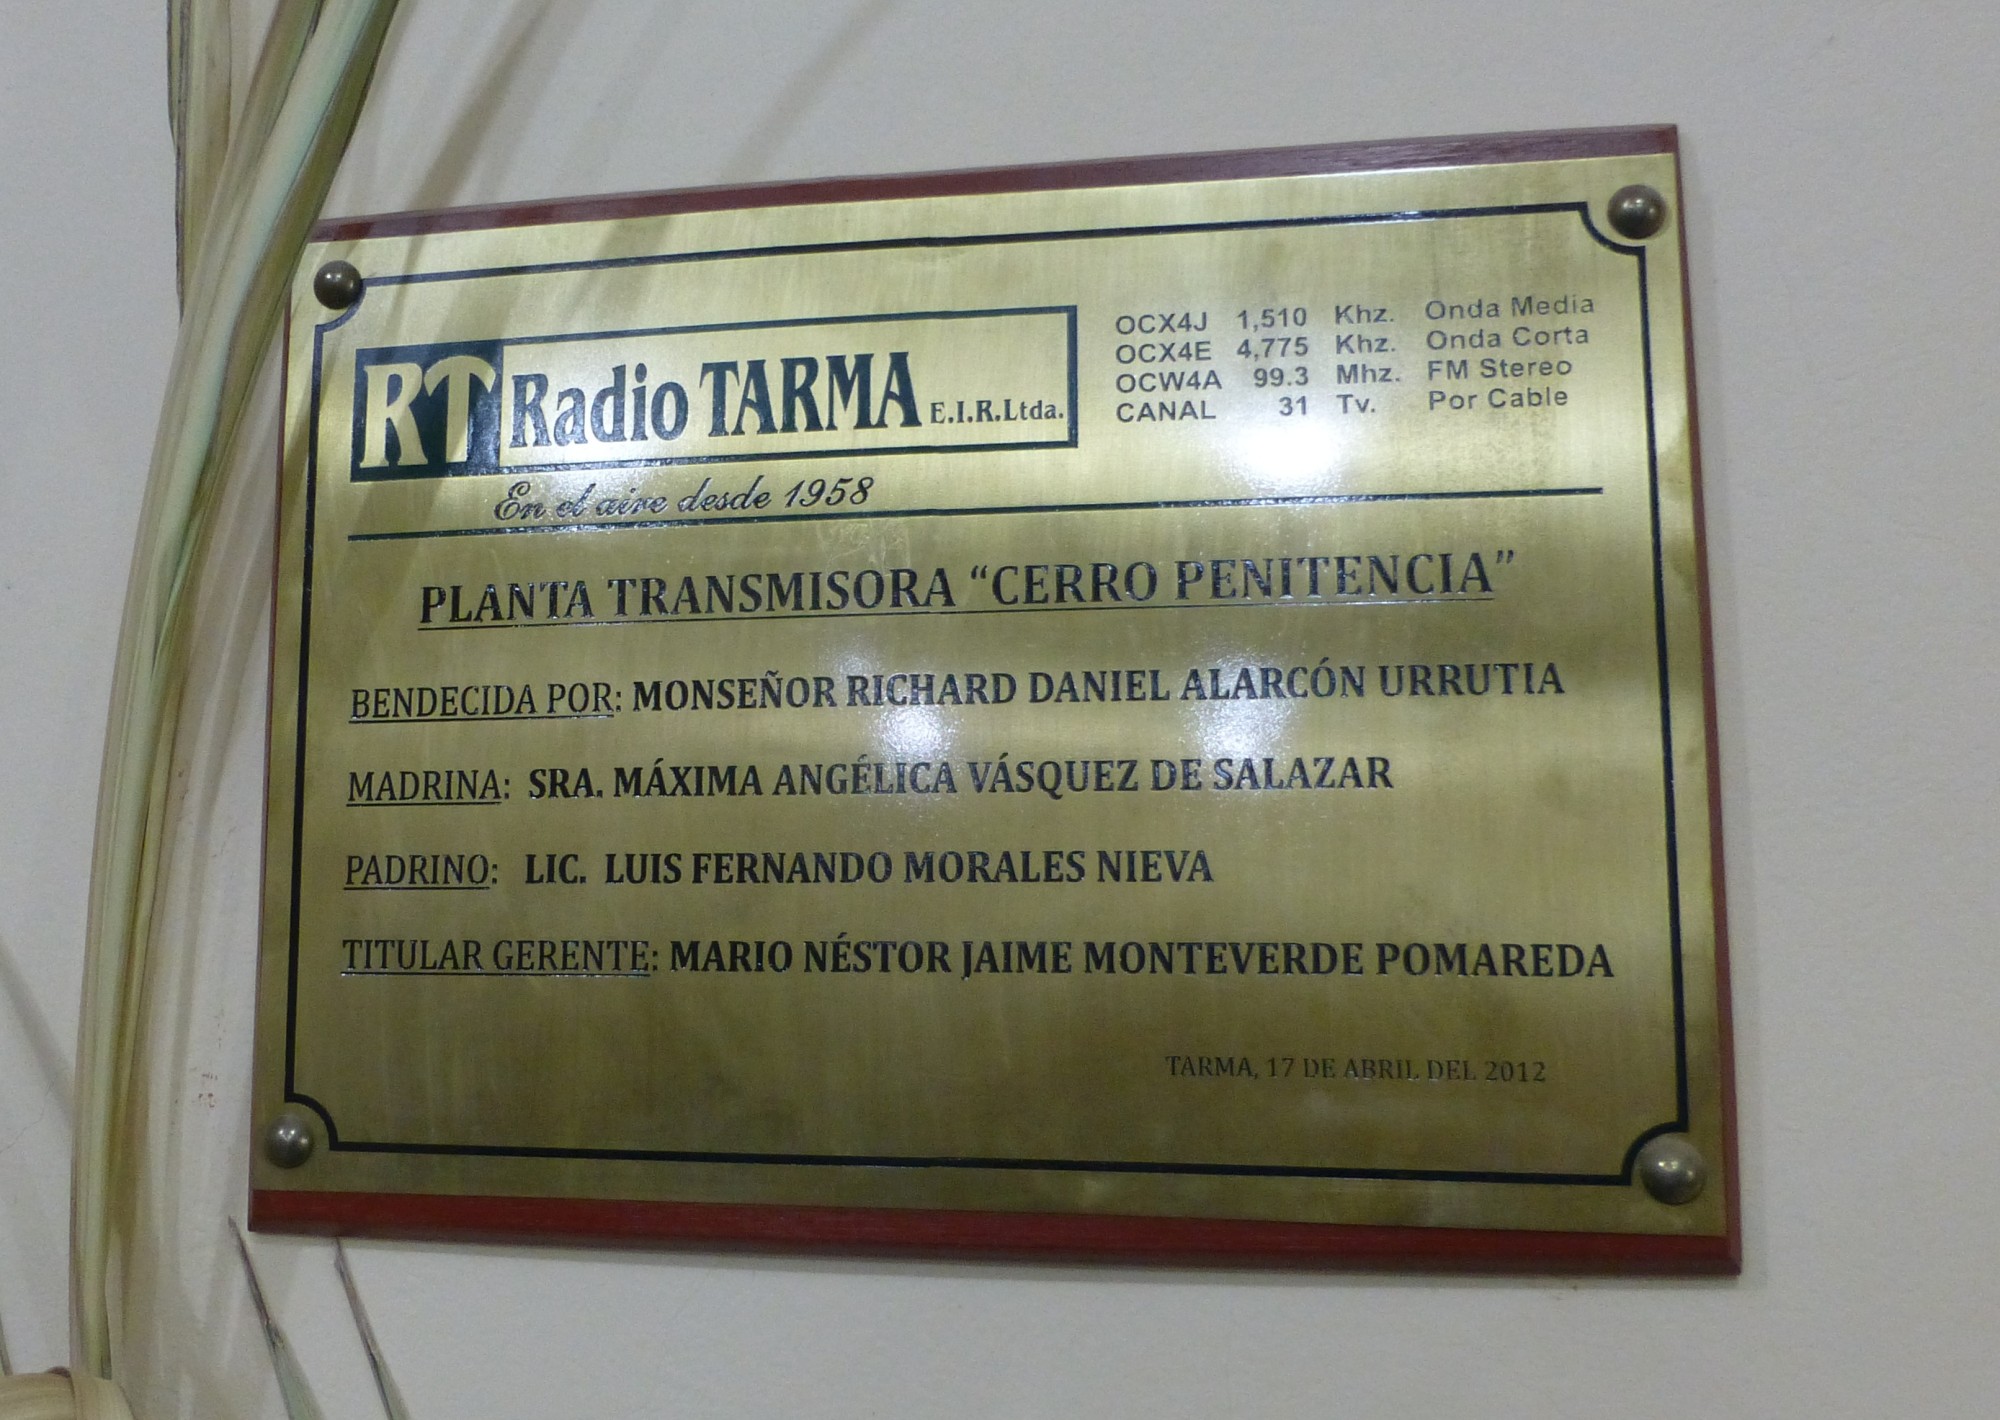 RT Radio TARMA E.I.R.Ltda.
En el aire desde 1958
OCX4J 1,510 Khz. Onda Media
OCX4E 4,775 Khz. Onda Corta
OCW4A 99.3 Mhz. FM Stereo
CANAL 31 Tv. Por Cable
PLANTA TRANSMISORA “CERRO PENITENCIA”
BENDECIDA POR: MONSEÑOR RICHARD DANIEL ALARCÓN URRUTIA
MADRINA: SRA. MÁXIMA ANGÉLICA VÁSQUEZ DE SALAZAR
PADRINO: LIC. LUIS FERNANDO MORALES NIEVA
TITULAR GERENTE: MARIO NÉSTOR JAIME MONTEVERDE POMAREDA
TARMA, 17 DE ABRIL DEL 2012